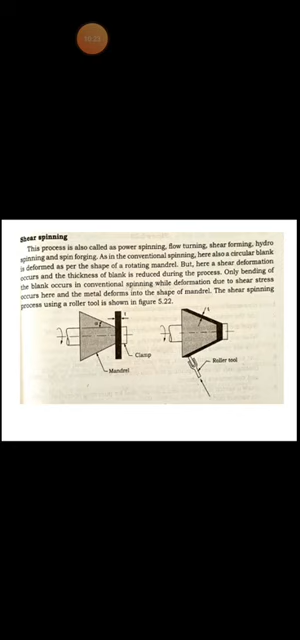 16:23
Shear spinning
This process is also called as power spinning, flow turning, shear forming, hydro
spinning and spin forging. As in the conventional spinning, here also a circular blank
is deformed as per the shape of a rotating mandrel. But, here a shear deformation
occurs and the thickness of blank is reduced during the process. Only bending of
the blank occurs in conventional spinning while deformation due to shear stress
occurs here and the metal deforms into the shape of mandrel. The shear spinning
process using a roller tool is shown in figure 5.22.
α
t
Clamp
Roller tool
Mandrel